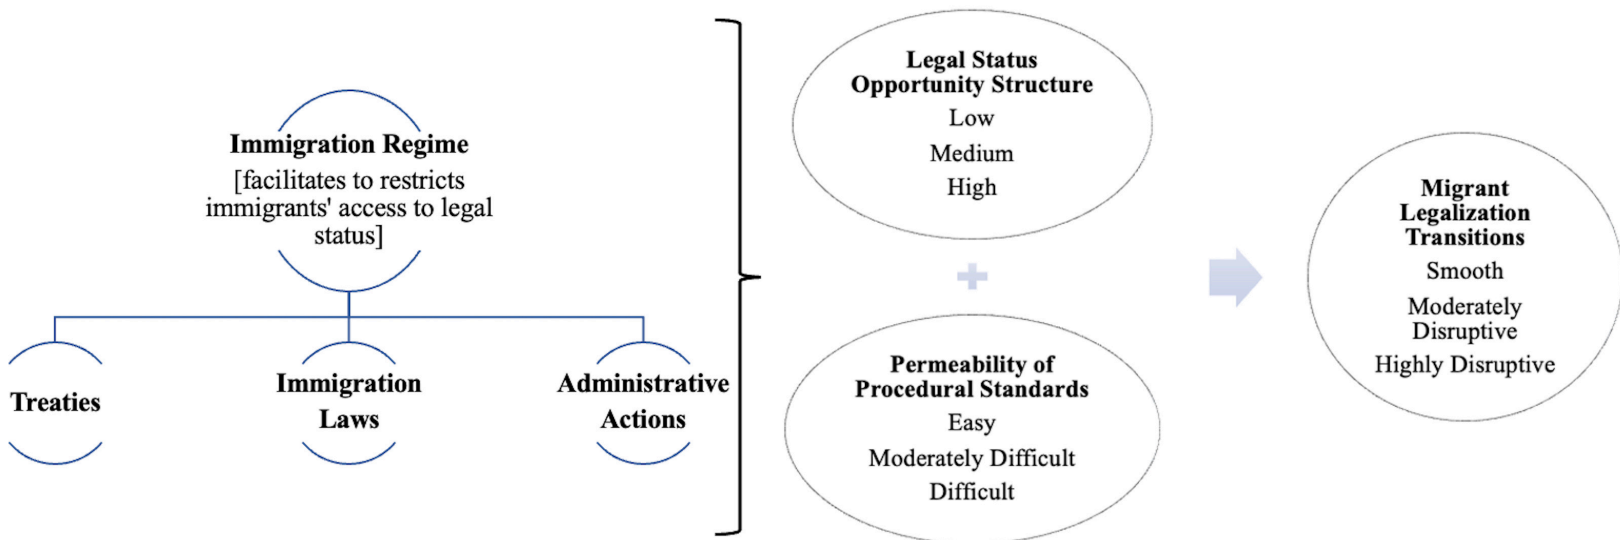 Immigration Regime
[facilitates to restricts
immigrants' access to legal
status]
Treaties
Immigration
Laws
Administrative
Actions
Legal Status
Opportunity Structure
Low
Medium
High
Permeability of
Procedural Standards
Easy
Moderately Difficult
Difficult
Migrant
Legalization
Transitions
Smooth
Moderately
Disruptive
Highly Disruptive